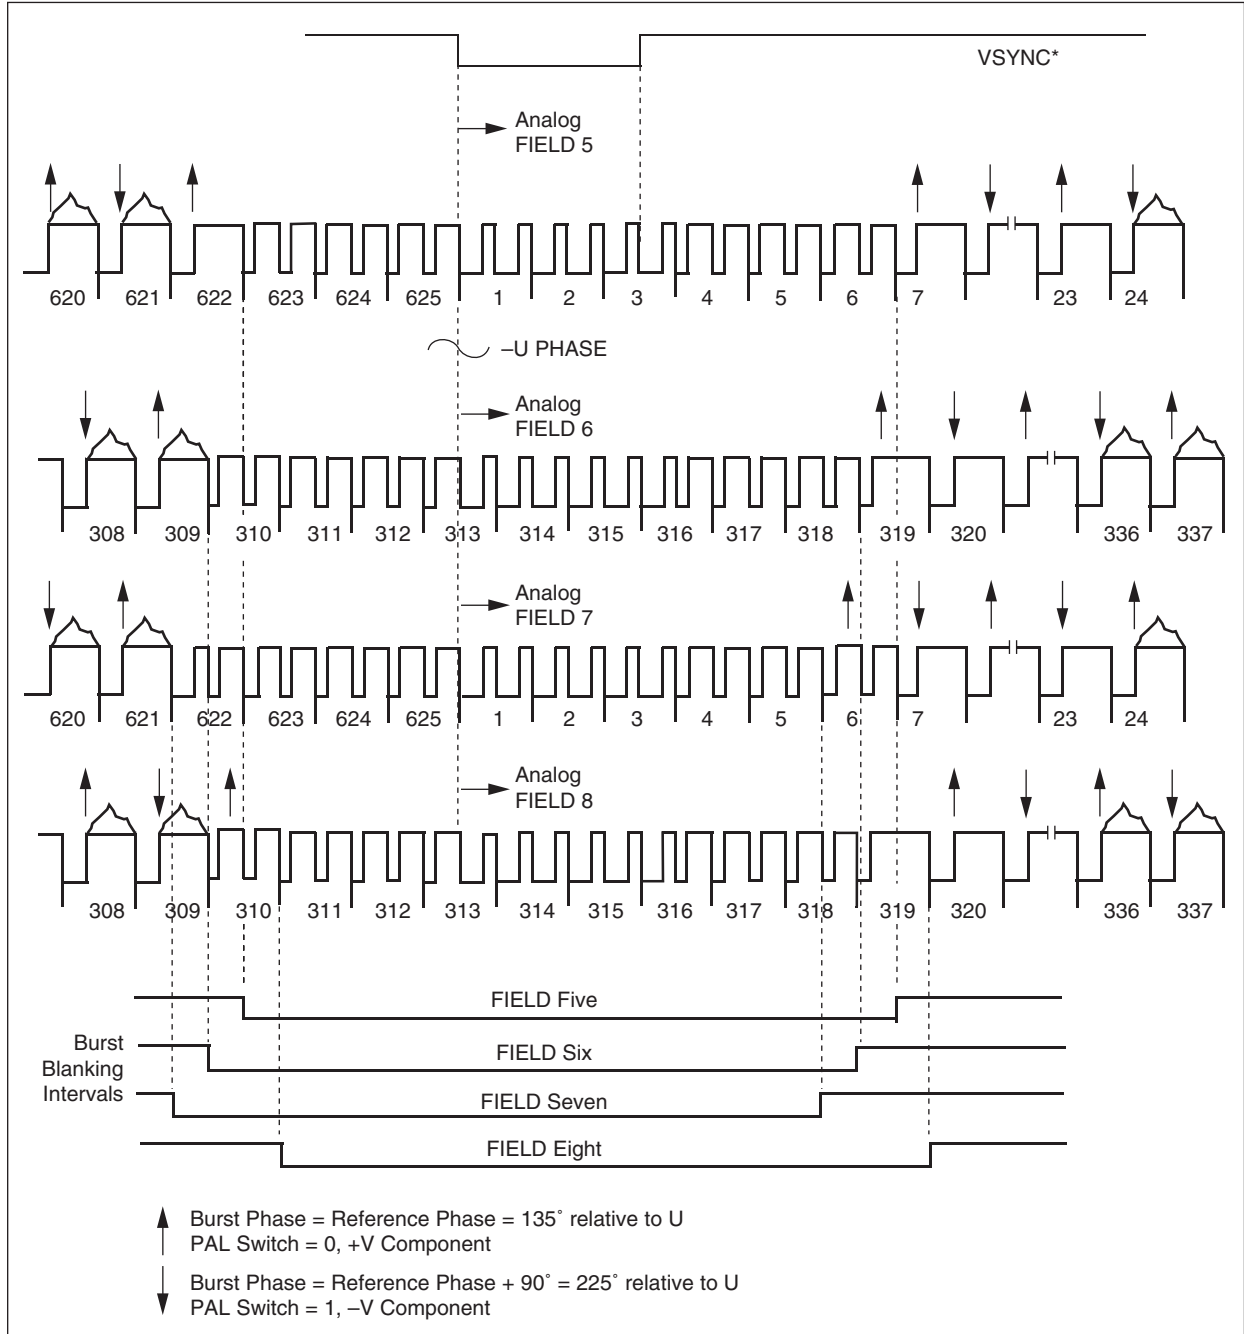 VSYNC*
Analog
FIELD 5
620 621 622 623 624 625 1 2 3 4 5 6 7 23 24
–U PHASE
Analog
FIELD 6
308 309 310 311 312 313 314 315 316 317 318 319 320 336 337
Analog
FIELD 7
620 621 622 623 624 625 1 2 3 4 5 6 7 23 24
Analog
FIELD 8
308 309 310 311 312 313 314 315 316 317 318 319 320 336 337
FIELD Five
Burst
Blanking
Intervals
FIELD Six
FIELD Seven
FIELD Eight
Burst Phase = Reference Phase = 135˚ relative to U
PAL Switch = 0, +V Component
Burst Phase = Reference Phase + 90˚ = 225˚ relative to U
PAL Switch = 1, –V Component